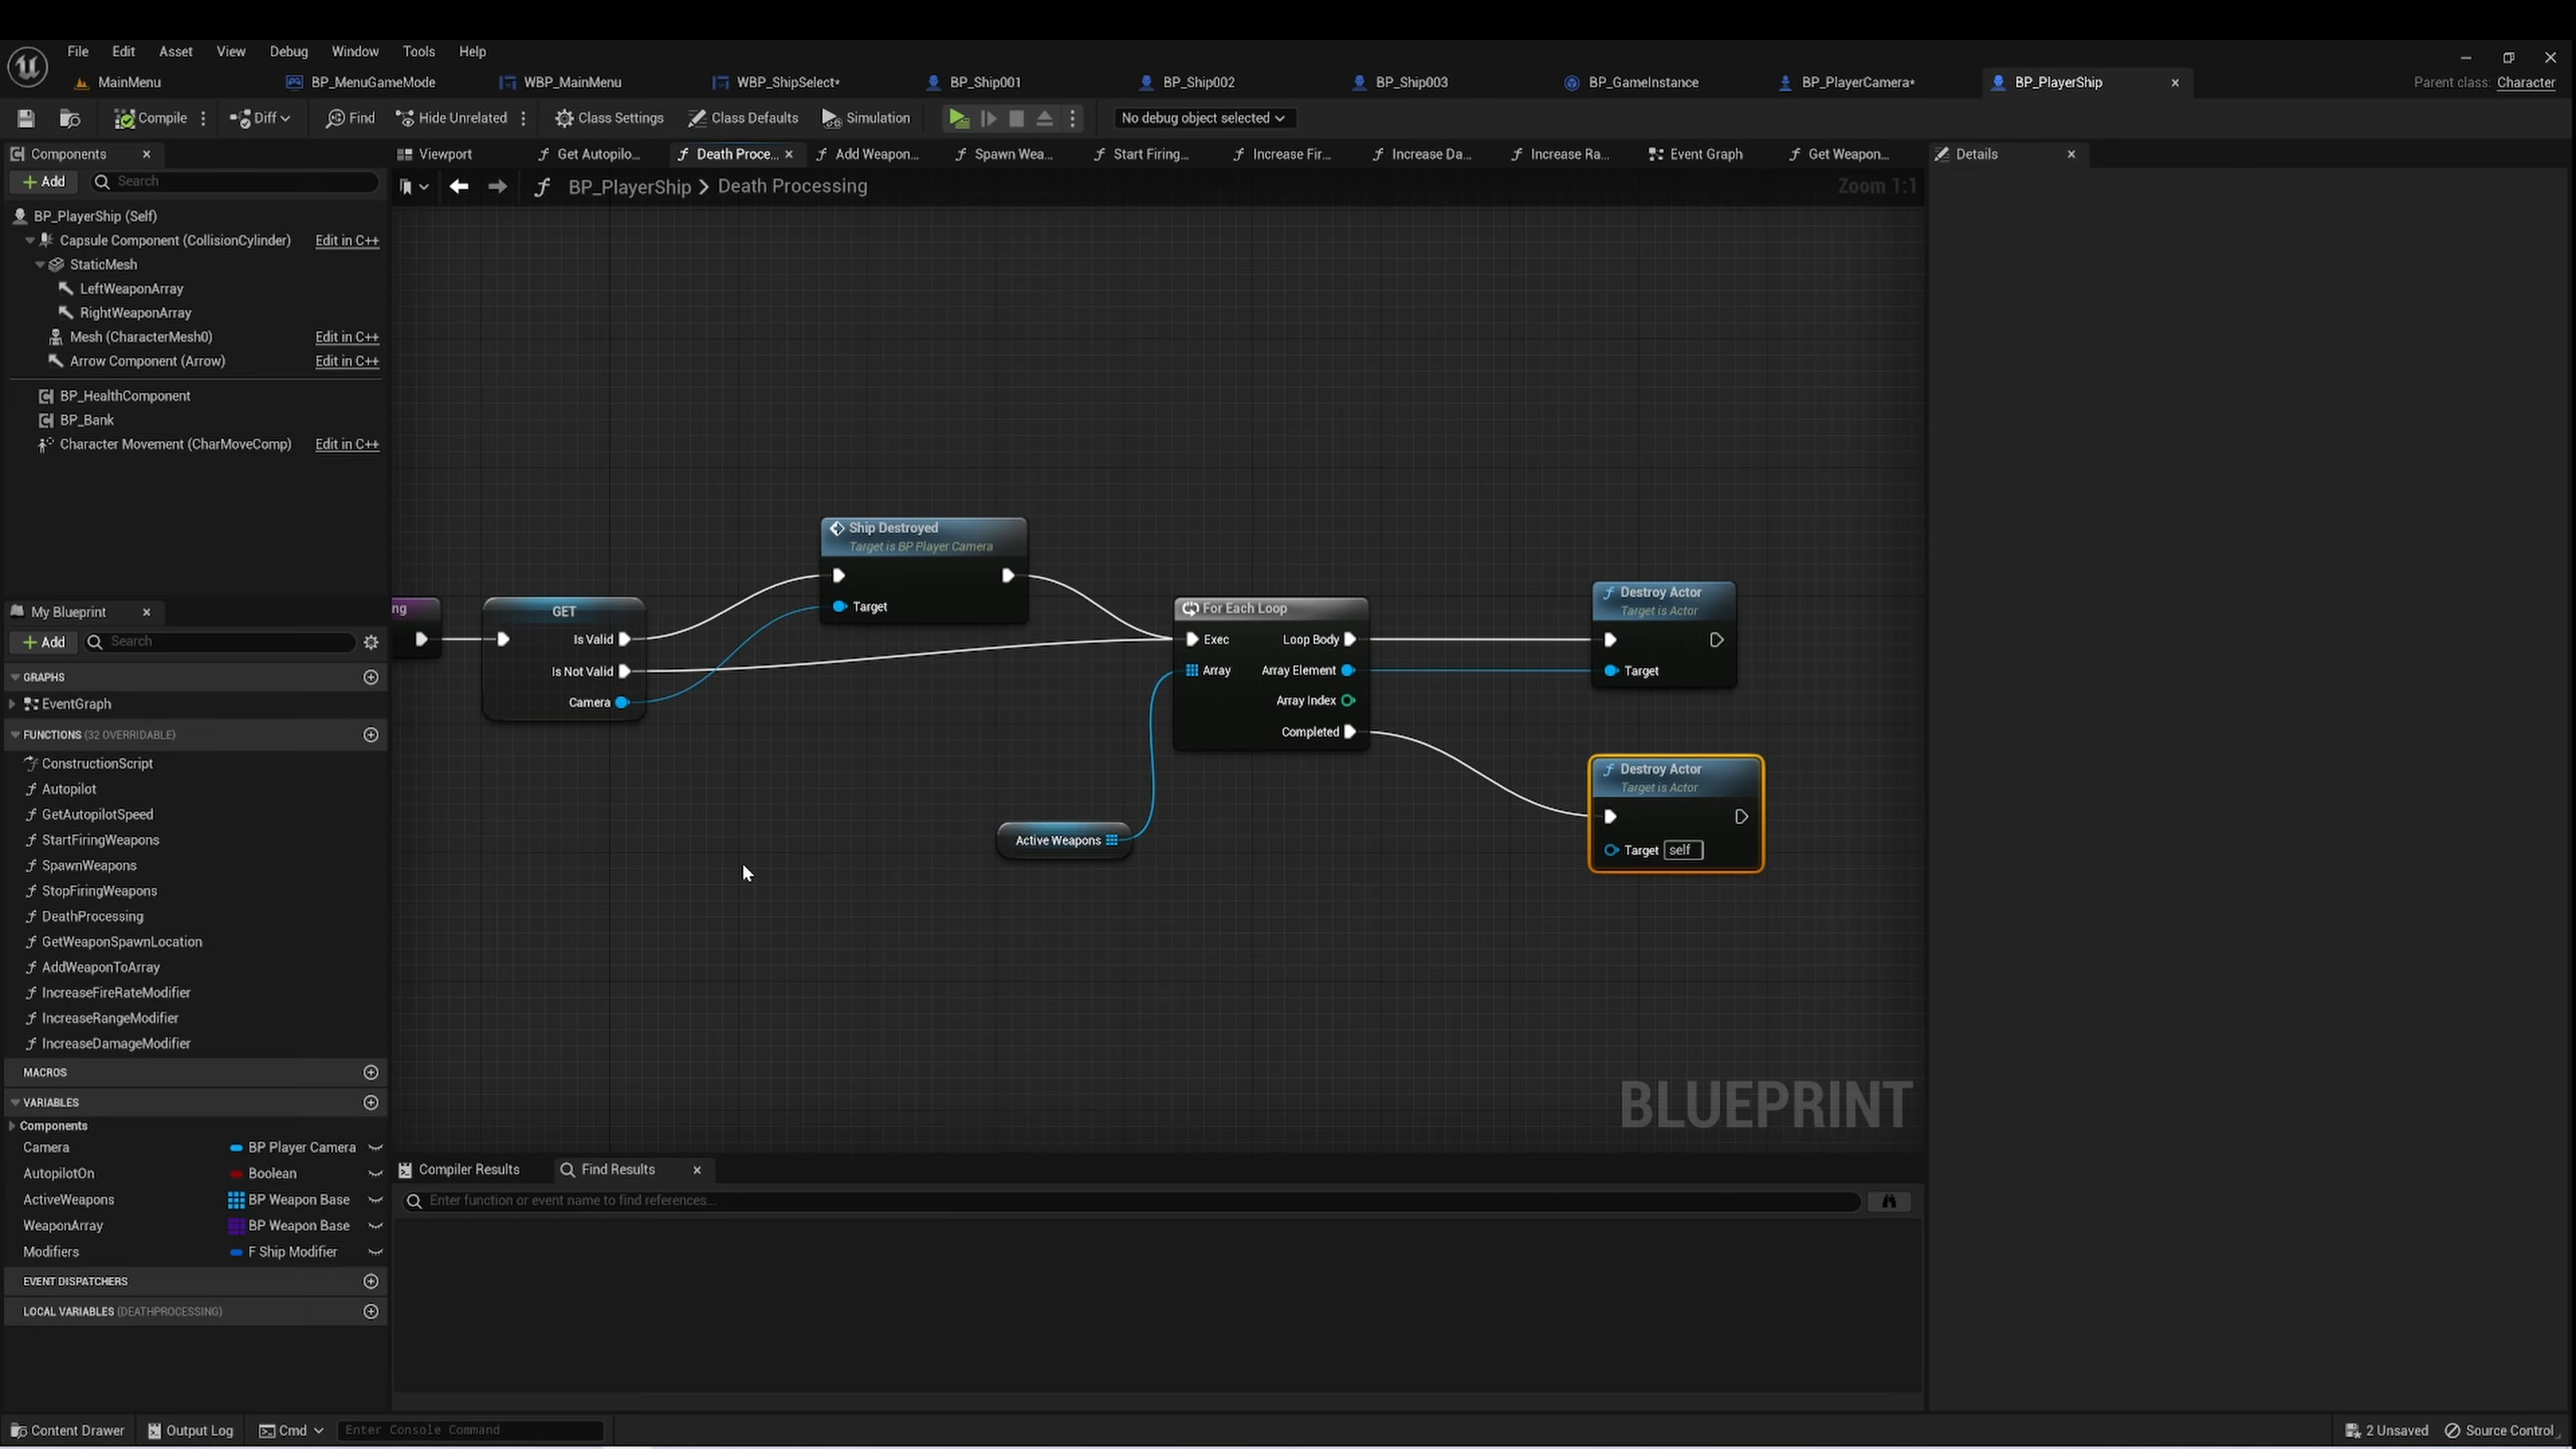 File Edit Asset View Debug Window Tools Help
MainMenu BP_MenuGameMode WBP_MainMenu WBP_ShipSelect* BP_Ship001 BP_Ship002 BP_Ship003 BP_GameInstance BP_PlayerCamera* BP_PlayerShip Parent class: Character
Compile Diff Find Hide Unrelated Class Settings Class Defaults Simulation No debug object selected
Components
Viewport Get Autopilo... Death Proce... Add Weapon... Spawn Wea... Start Firing... Increase Fir... Increase Da... Increase Ra... Event Graph Get Weapon... Details
+ Add Search
BP_PlayerShip > Death Processing Zoom 1:1
BP_PlayerShip (Self)
Capsule Component (CollisionCylinder) Edit in C++
StaticMesh
LeftWeaponArray
RightWeaponArray
Mesh (CharacterMesh0) Edit in C++
Arrow Component (Arrow) Edit in C++
BP_HealthComponent
BP_Bank
Character Movement (CharMoveComp) Edit in C++
ng
GET
Is Valid
Is Not Valid
Camera
Ship Destroyed
Target is BP Player Camera
Target
For Each Loop
Exec Loop Body
Array Array Element
Array Index
Completed
Active Weapons
Destroy Actor
Target is Actor
Target
Destroy Actor
Target is Actor
Target self
BLUEPRINT
My Blueprint
+ Add Search
GRAPHS
EventGraph
FUNCTIONS (32 OVERRIDABLE)
ConstructionScript
Autopilot
GetAutopilotSpeed
StartFiringWeapons
SpawnWeapons
StopFiringWeapons
DeathProcessing
GetWeaponSpawnLocation
AddWeaponToArray
IncreaseFireRateModifier
IncreaseRangeModifier
IncreaseDamageModifier
MACROS
VARIABLES
Components
Camera BP Player Camera
AutopilotOn Boolean
ActiveWeapons BP Weapon Base
WeaponArray BP Weapon Base
Modifiers F Ship Modifier
EVENT DISPATCHERS
LOCAL VARIABLES (DEATHPROCESSING)
Compiler Results Find Results
Enter function or event name to find references...
Content Drawer Output Log Cmd Enter Console Command 2 Unsaved Source Control